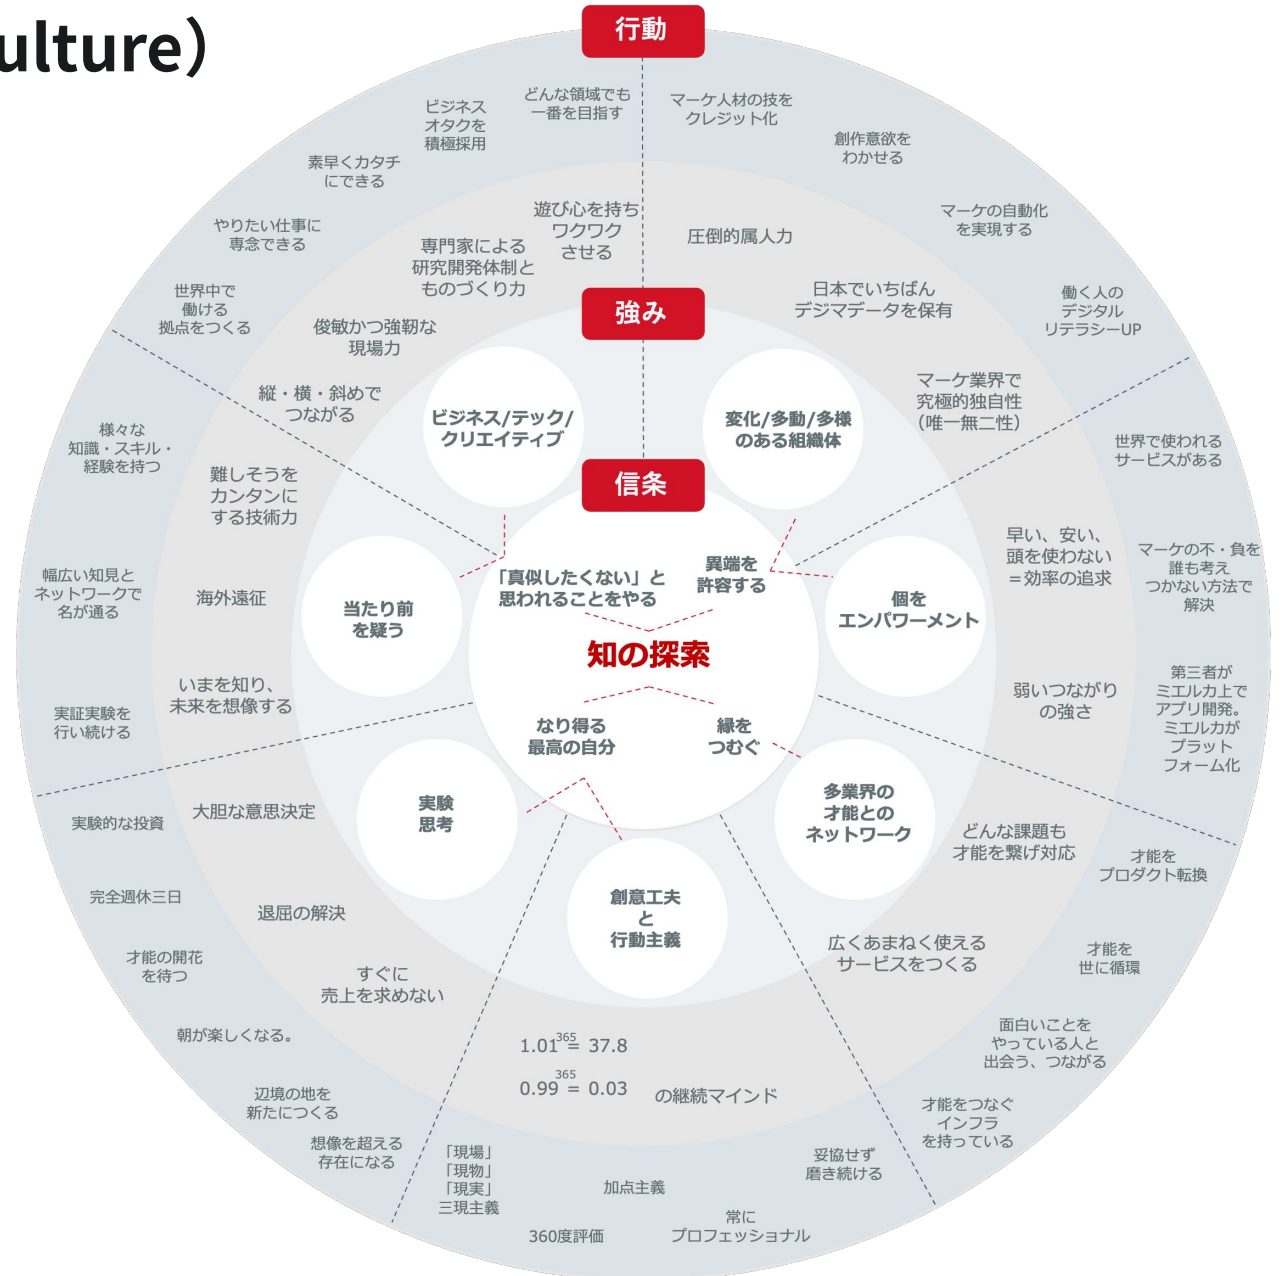 ulture）
行動
どんな領域でも
一番を目指す
マーケ人材の技を
クレジット化
ビジネス
オタクを
積極採用
創作意欲を
わかせる
素早くカタチ
にできる
マーケの自動化
を実現する
やりたい仕事に
専念できる
働く人の
デジタル
リテラシーUP
世界中で
働ける
拠点をつくる
遊び心を持ち
ワクワク
させる
圧倒的属人力
専門家による
研究開発体制と
ものづくり力
日本でいちばん
デジマデータを保有
強み
俊敏かつ強靭な
現場力
マーケ業界で
究極的独自性
（唯一無二性）
縦・横・斜めで
つながる
ビジネス/テック/
クリエイティブ
変化/多動/多様
のある組織体
様々な
知識・スキル・
経験を持つ
世界で使われる
サービスがある
難しそうを
カンタンに
する技術力
信条
早い、安い、
頭を使わない
＝効率の追求
マーケの不・負を
誰も考え
つかない方法で
解決
幅広い知見と
ネットワークで
名が通る
海外遠征
当たり前
を疑う
「真似したくない」と
思われることをやる
異端を
許容する
個を
エンパワーメント
知の探索
いまを知り、
未来を想像する
弱いつながり
の強さ
第三者が
ミエルカ上で
アプリ開発。
ミエルカが
プラット
フォーム化
実証実験を
行い続ける
なり得る
最高の自分
縁を
つむぐ
実験的な投資
大胆な意思決定
実験
思考
多業界の
才能との
ネットワーク
どんな課題も
才能を繋げ対応
才能を
プロダクト転換
完全週休三日
退屈の解決
創意工夫
と
行動主義
広くあまねく使える
サービスをつくる
才能を
世に循環
才能の開花
を待つ
すぐに
売上を求めない
朝が楽しくなる。
1.01³⁶⁵= 37.8
0.99³⁶⁵= 0.03 の継続マインド
面白いことを
やっている人と
出会う、つながる
辺境の地を
新たにつくる
才能をつなぐ
インフラ
を持っている
想像を超える
存在になる
「現場」
「現物」
「現実」
三現主義
加点主義
妥協せず
磨き続ける
360度評価
常に
プロフェッショナル